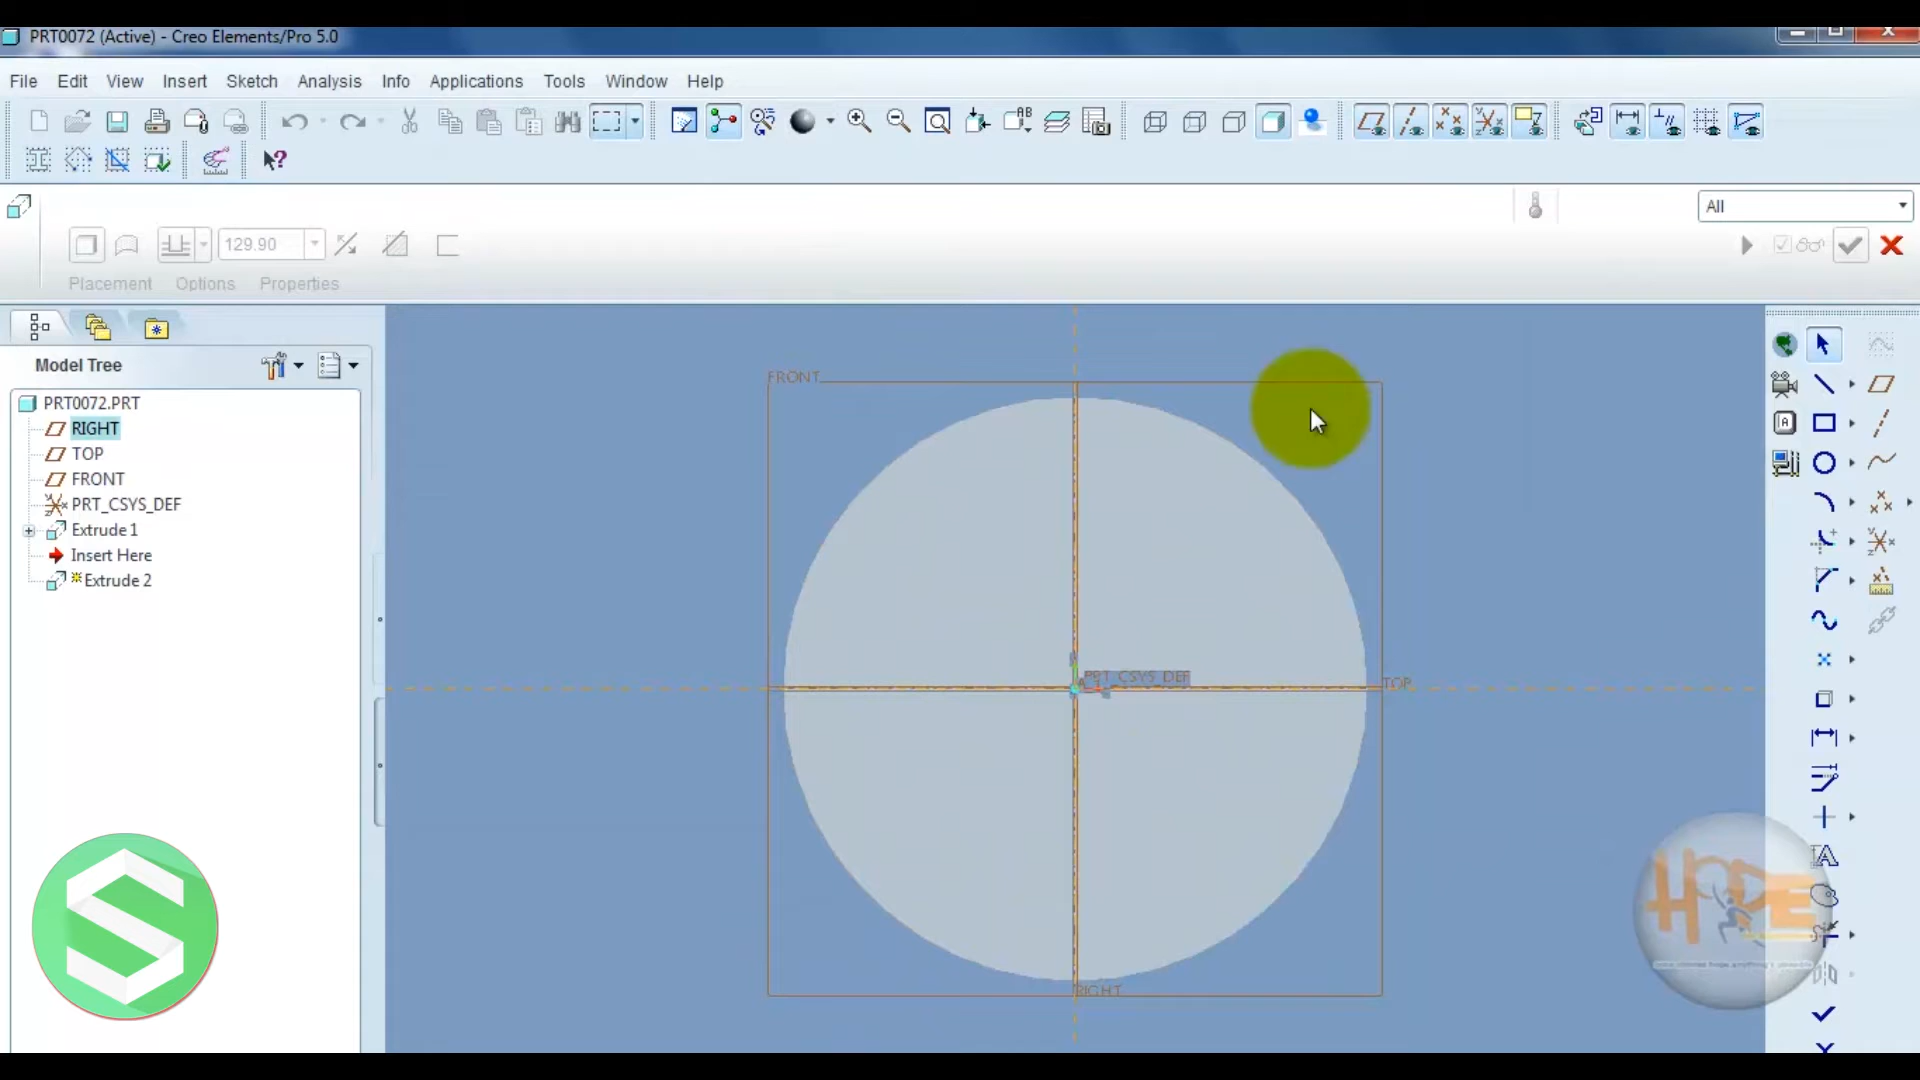 PRT0072 (Active) - Creo Elements/Pro 5.0
File Edit View Insert Sketch Analysis Info Applications Tools Window Help
All
129.90
Placement Options Properties
Model Tree
PRT0072.PRT
RIGHT
TOP
FRONT
PRT_CSYS_DEF
Extrude 1
Insert Here
Extrude 2
FRONT
PRT_CSYS_DEF
TOP
RIGHT
HOPE